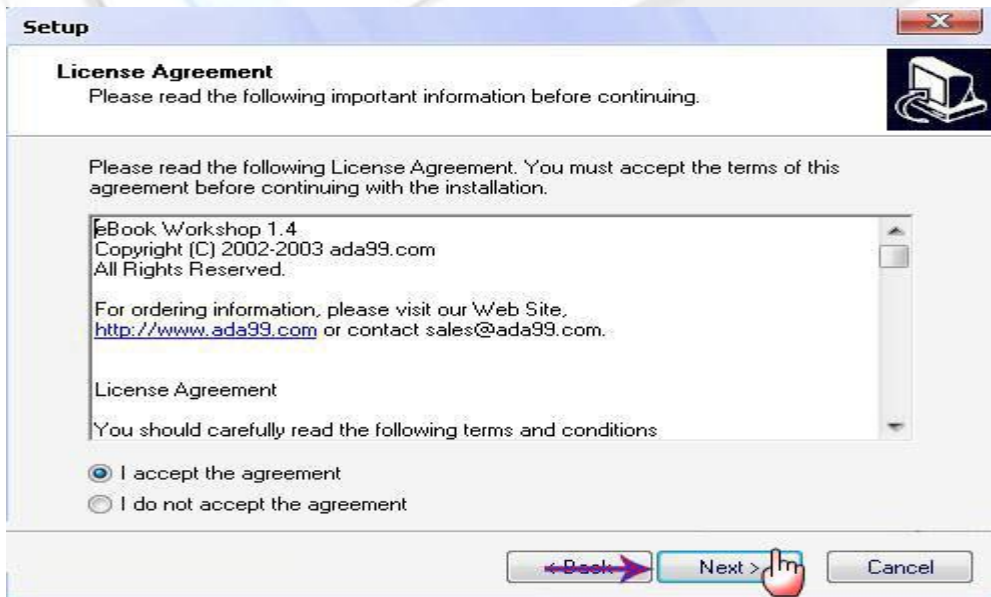 Setup
License Agreement
Please read the following important information before continuing.
Please read the following License Agreement. You must accept the terms of this
agreement before continuing with the installation.
eBook Workshop 1.4
Copyright (C) 2002-2003 ada99.com
All Rights Reserved.
For ordering information, please visit our Web Site,
http://www.ada99.com or contact sales@ada99.com.
License Agreement
You should carefully read the following terms and conditions
I accept the agreement
I do not accept the agreement
< Back Next > Cancel